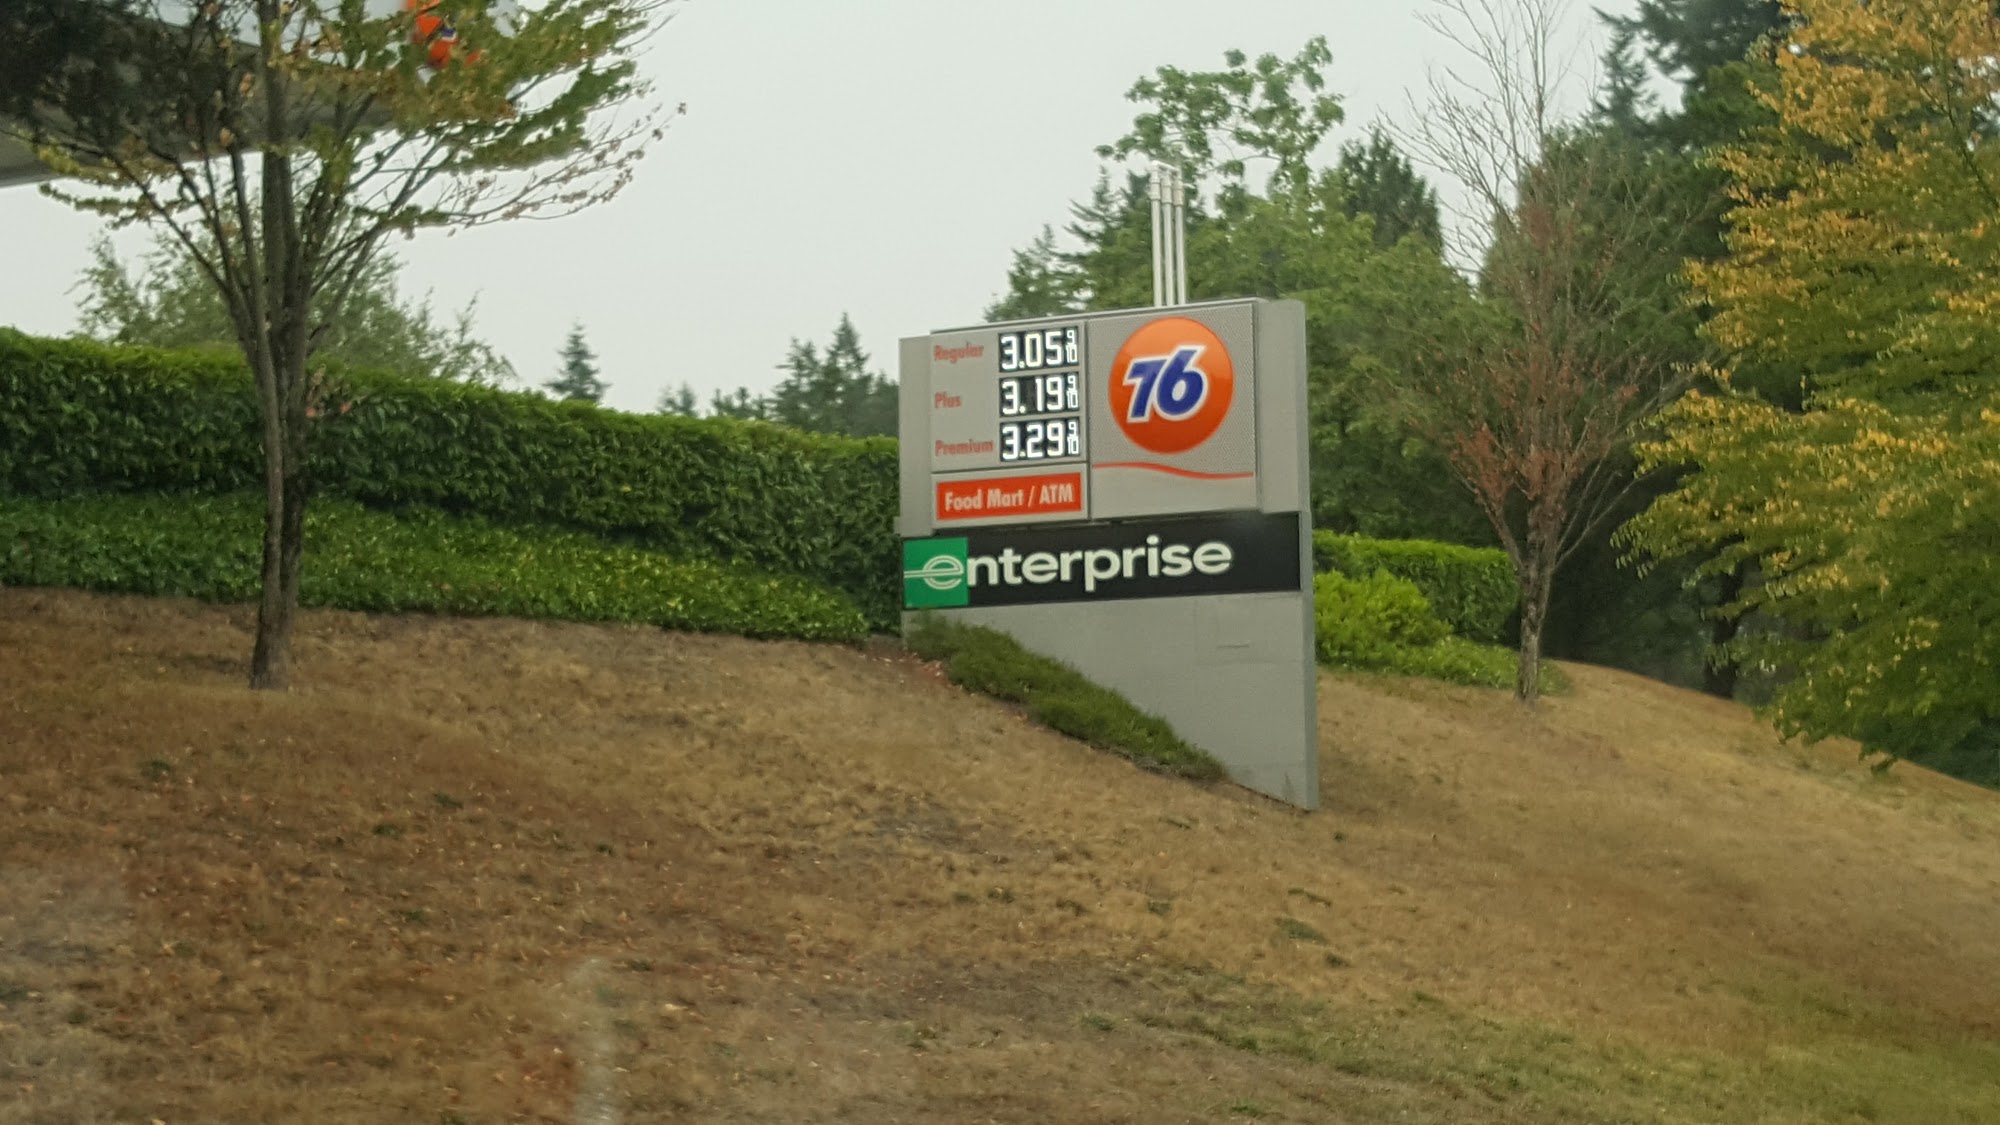 Regular 3.05 9/10
Plus 3.19 9/10
Premium 3.29 9/10
76
Food Mart / ATM
enterprise